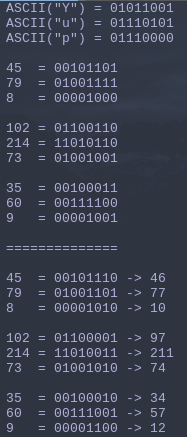 ASCII("Y") = 01011001
ASCII("u") = 01110101
ASCII("p") = 01110000
45  = 00101101
79  = 01001111
8   = 00001000
102 = 01100110
214 = 11010110
73  = 01001001
35  = 00100011
60  = 00111100
9   = 00001001
==============
45  = 00101110 -> 46
79  = 01001101 -> 77
8   = 00001010 -> 10
102 = 01100001 -> 97
214 = 11010011 -> 211
73  = 01001010 -> 74
35  = 00100010 -> 34
60  = 00111001 -> 57
9   = 00001100 -> 12